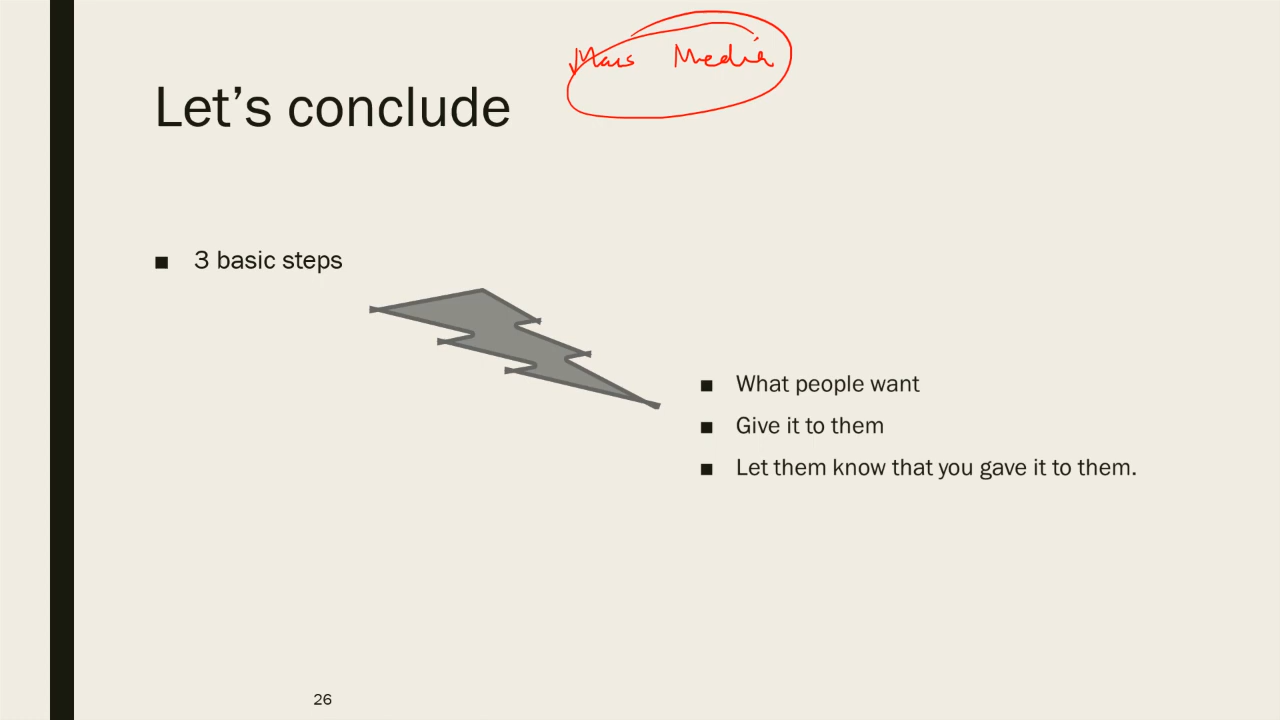 Mass Media
Let’s conclude
3 basic steps
What people want
Give it to them
Let them know that you gave it to them.
26